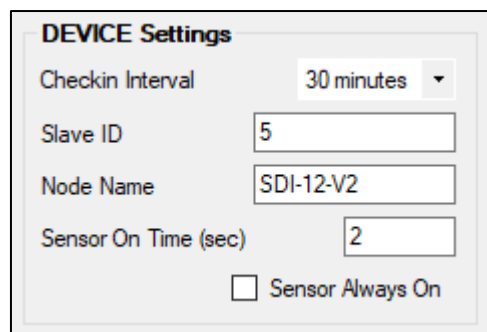 DEVICE Settings
Checkin Interval 30 minutes
Slave ID 5
Node Name SDI-12-V2
Sensor On Time (sec) 2
Sensor Always On